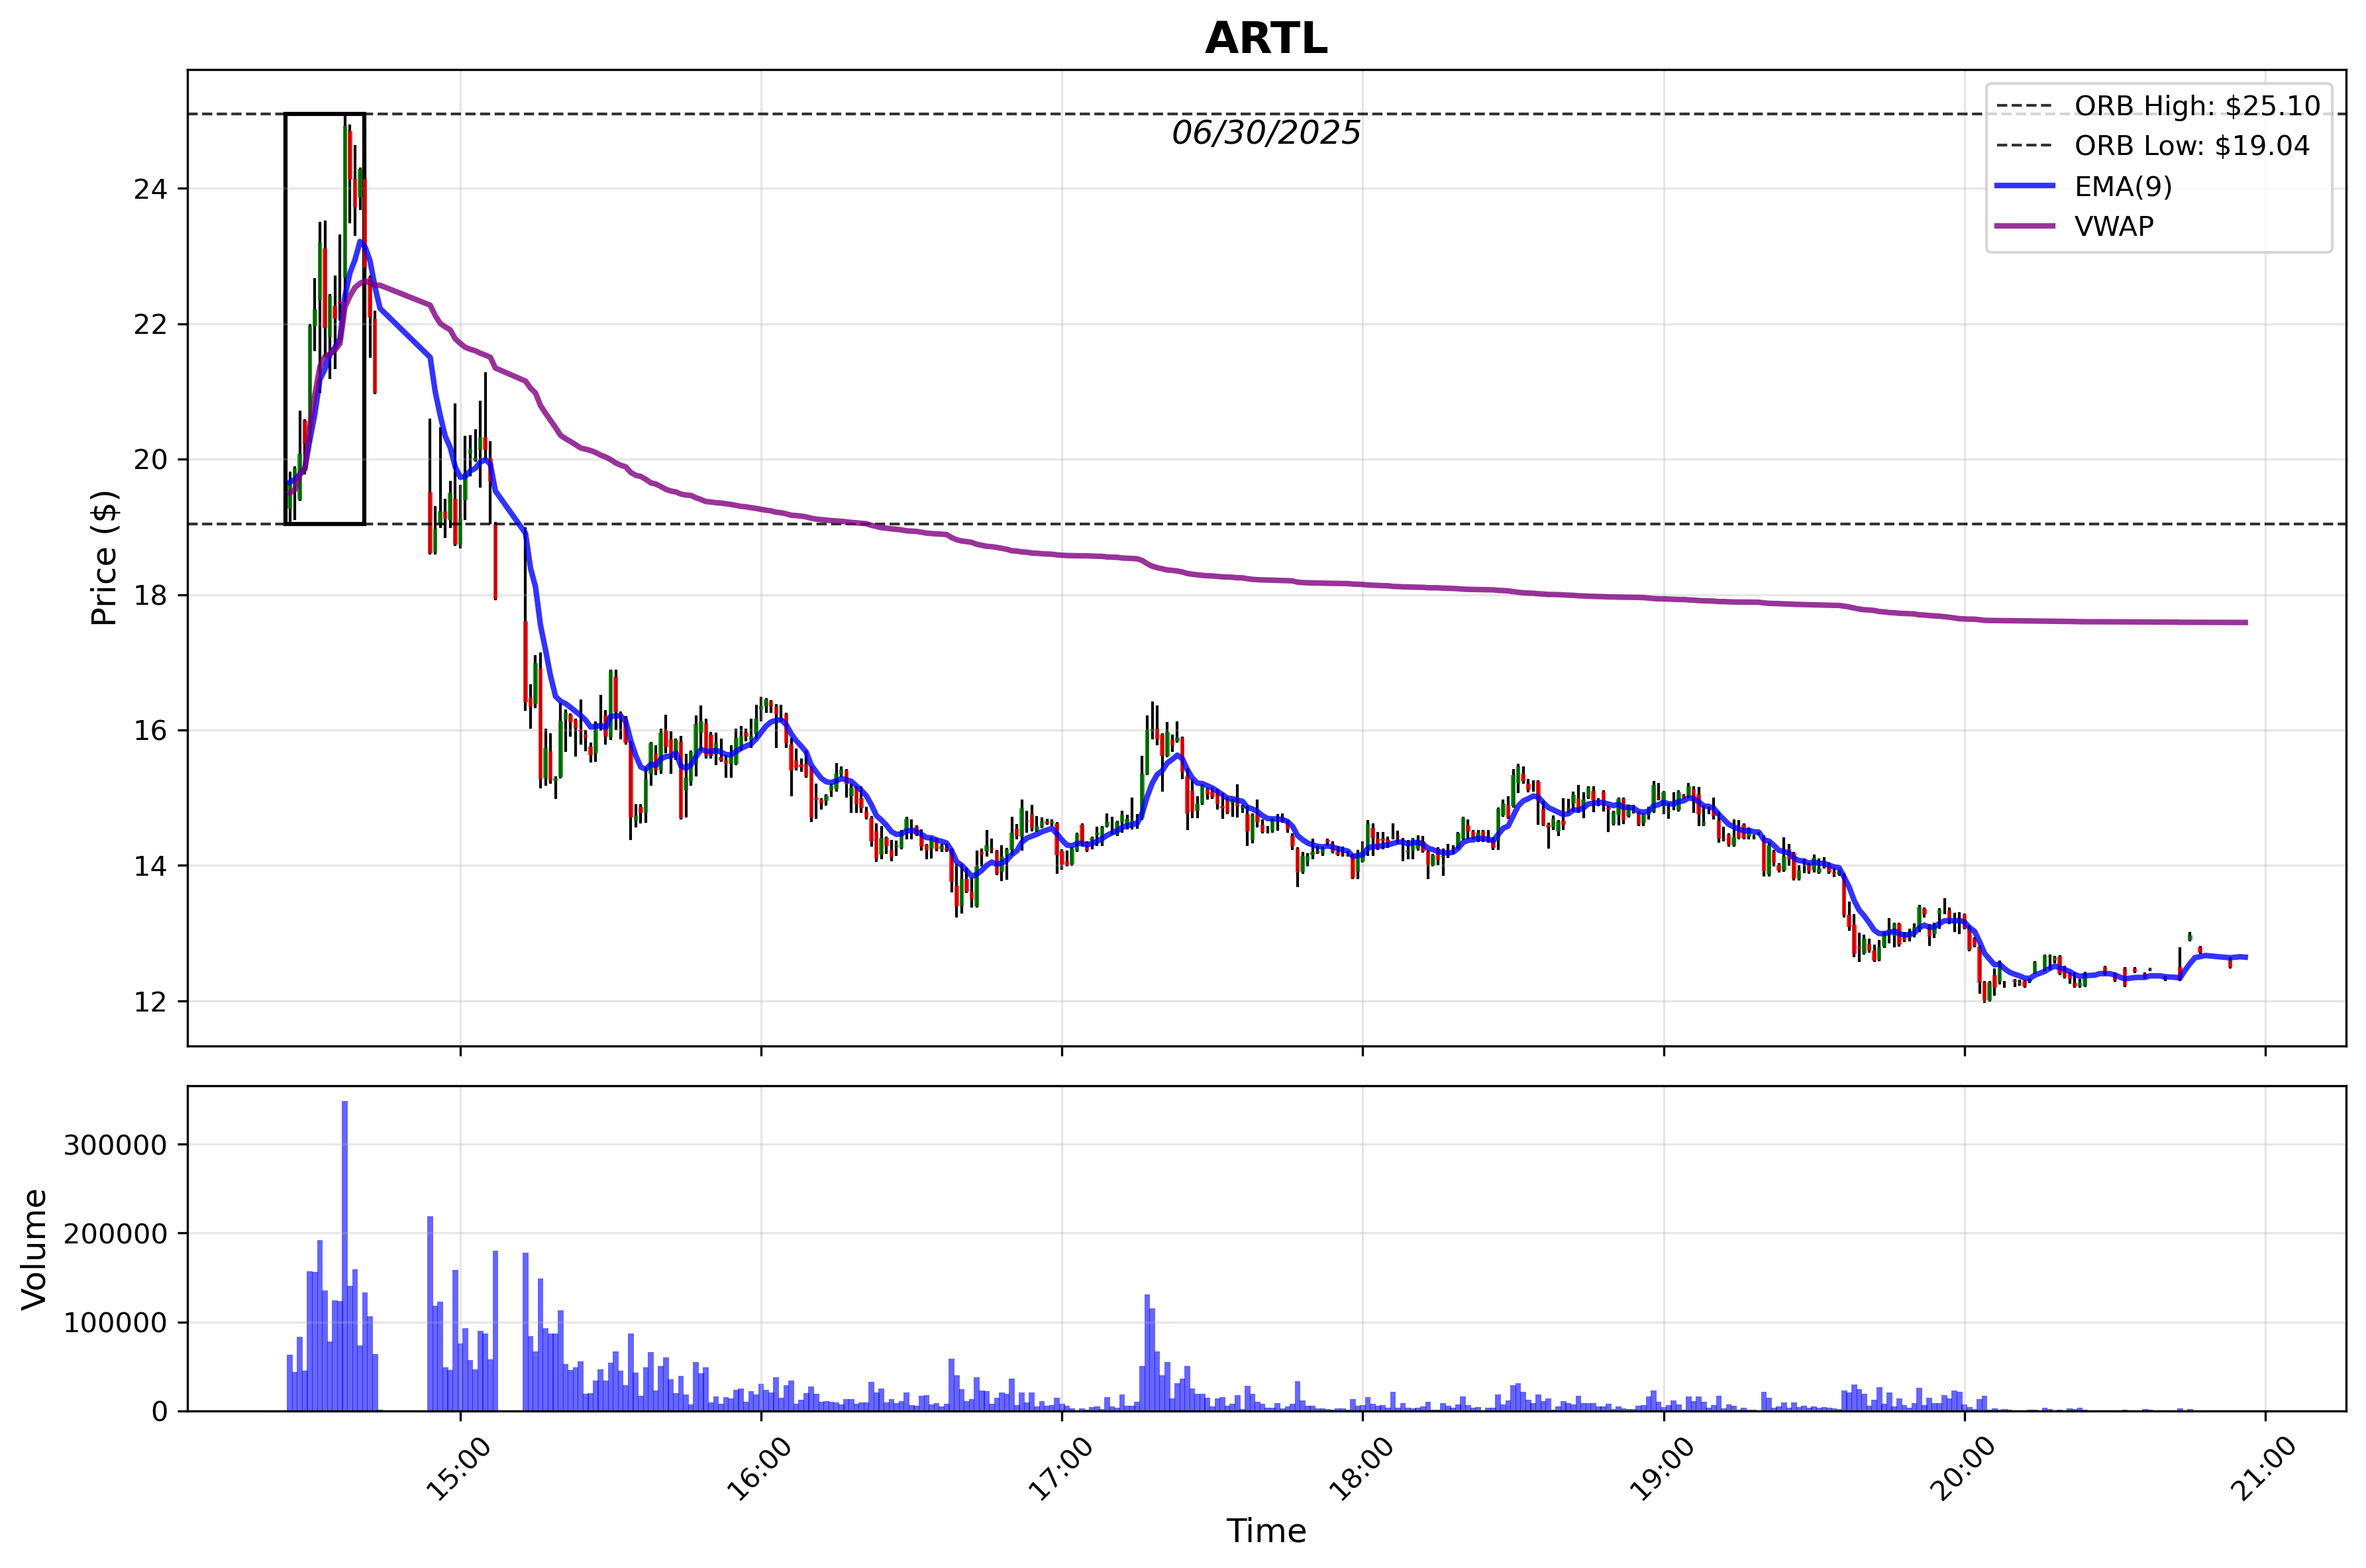 ARTL
06/30/2025
ORB High: $25.10
ORB Low: $19.04
EMA(9)
VWAP
Price ($)
24
22
20
18
16
14
12
Volume
300000
200000
100000
0
15:00
16:00
17:00
18:00
19:00
20:00
21:00
Time